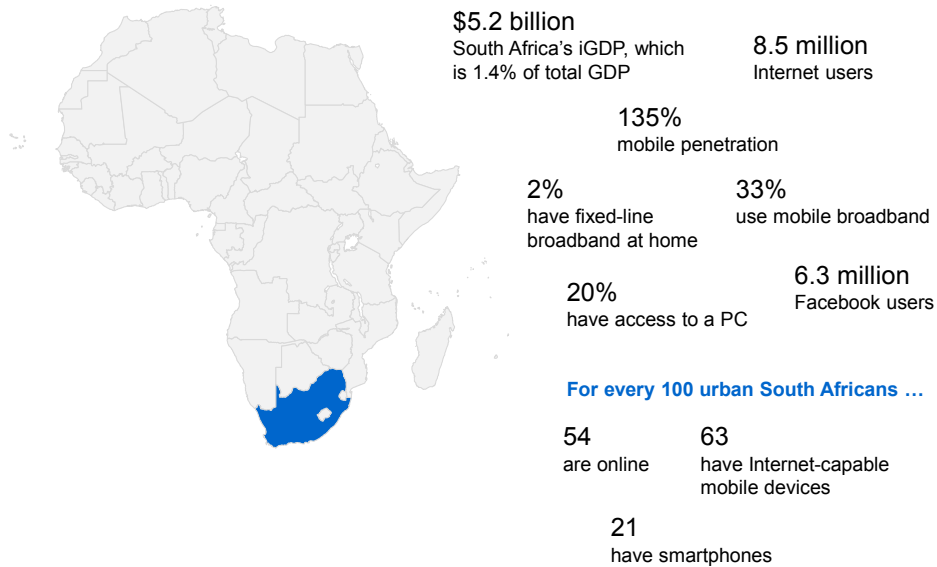 $5.2 billion
South Africa's iGDP, which
is 1.4% of total GDP
8.5 million
Internet users
135%
mobile penetration
2%
have fixed-line
broadband at home
33%
use mobile broadband
20%
have access to a PC
6.3 million
Facebook users
For every 100 urban South Africans …
54
are online
63
have Internet-capable
mobile devices
21
have smartphones